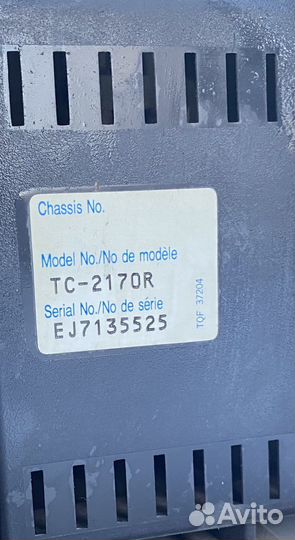 Chassis No.
Model No./No de modèle
TC-2170R
Serial No./No de série
EJ7135525
TQF 37204
Avito